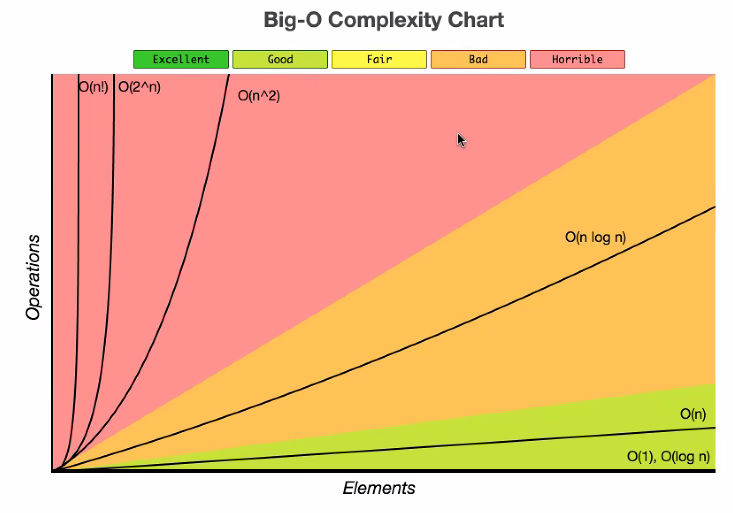 Big-O Complexity Chart
Excellent Good Fair Bad Horrible
O(n!) O(2^n)
O(n^2)
O(n log n)
O(n)
O(1), O(log n)
Operations
Elements